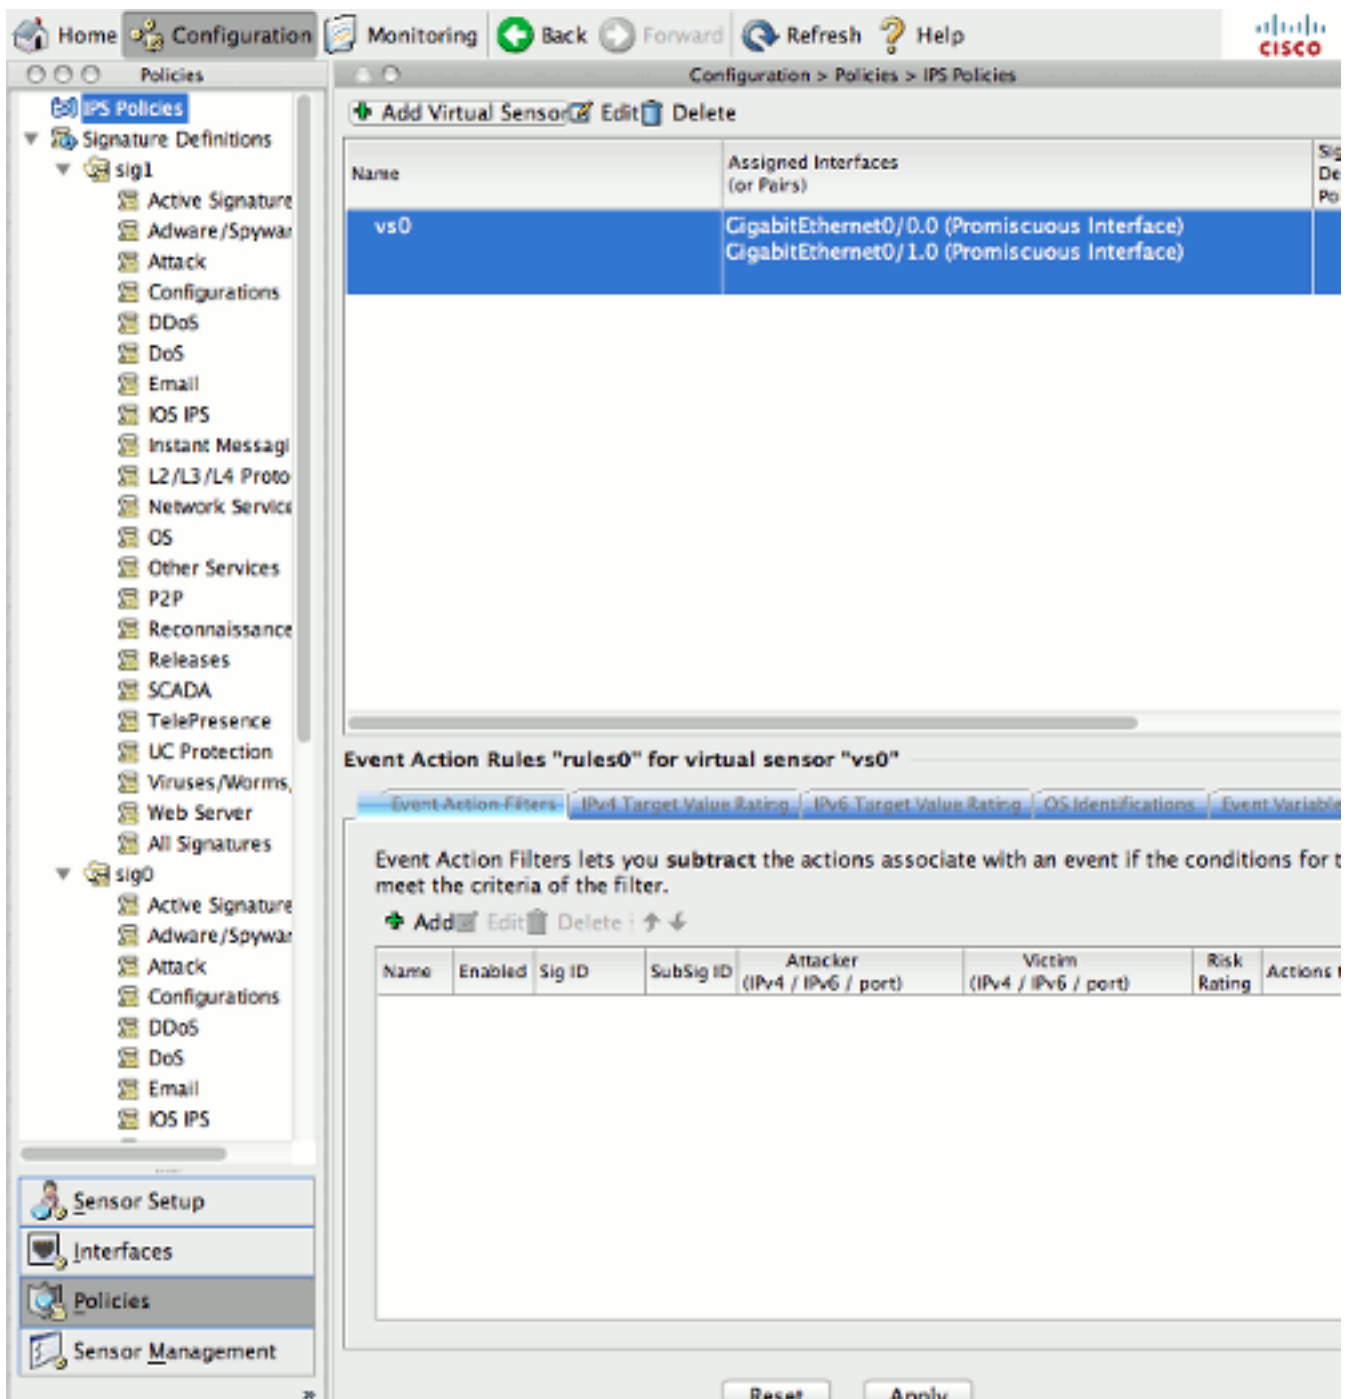 Home Configuration Monitoring Back Forward Refresh Help
CISCO
Policies
Configuration > Policies > IPS Policies
IPS Policies
Signature Definitions
sig1
Active Signature
Adware/Spywar
Attack
Configurations
DDoS
DoS
Email
IOS IPS
Instant Messagi
L2/L3/L4 Proto
Network Service
OS
Other Services
P2P
Reconnaissance
Releases
SCADA
TelePresence
UC Protection
Viruses/Worms,
Web Server
All Signatures
sig0
Active Signature
Adware/Spywar
Attack
Configurations
DDoS
DoS
Email
IOS IPS
Sensor Setup
Interfaces
Policies
Sensor Management
»
Add Virtual Sensor Edit Delete
Name
Assigned Interfaces
(or Pairs)
Sig
De
Po
vs0
GigabitEthernet0/0.0 (Promiscuous Interface)
GigabitEthernet0/1.0 (Promiscuous Interface)
Event Action Rules "rules0" for virtual sensor "vs0"
Event Action Filters IPv4 Target Value Rating IPv6 Target Value Rating OS Identifications Event Variable
Event Action Filters lets you subtract the actions associate with an event if the conditions for t
meet the criteria of the filter.
Add Edit Delete
Name Enabled Sig ID SubSig ID
Attacker
(IPv4 / IPv6 / port)
Victim
(IPv4 / IPv6 / port)
Risk
Rating
Actions t
Reset Apply